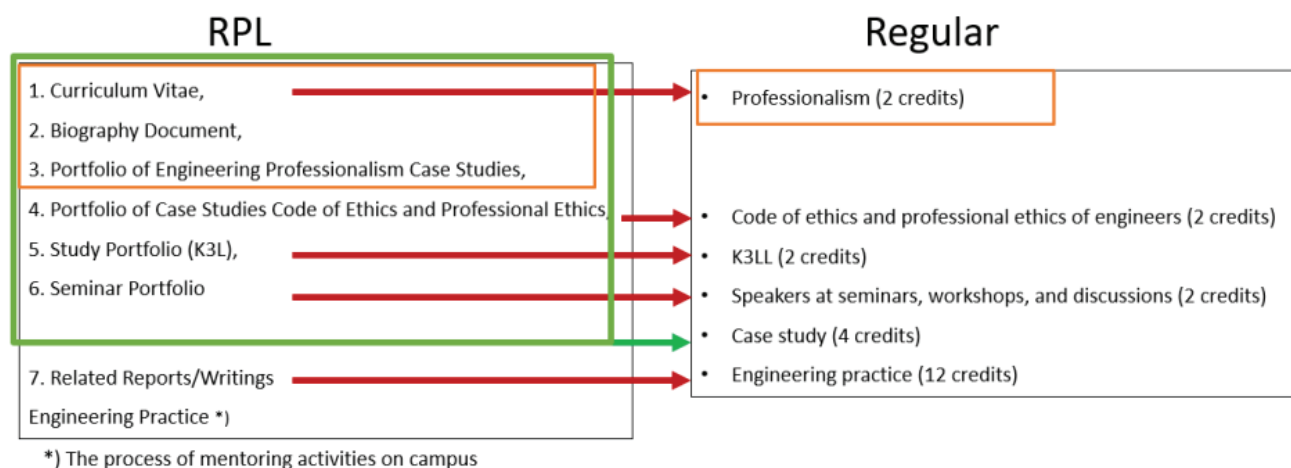 RPL
1. Curriculum Vitae,
2. Biography Document,
3. Portfolio of Engineering Professionalism Case Studies,
4. Portfolio of Case Studies Code of Ethics and Professional Ethics,
5. Study Portfolio (K3L),
6. Seminar Portfolio
7. Related Reports/Writings
Engineering Practice *)
*) The process of mentoring activities on campus
Regular
• Professionalism (2 credits)
• Code of ethics and professional ethics of engineers (2 credits)
• K3LL (2 credits)
• Speakers at seminars, workshops, and discussions (2 credits)
• Case study (4 credits)
• Engineering practice (12 credits)